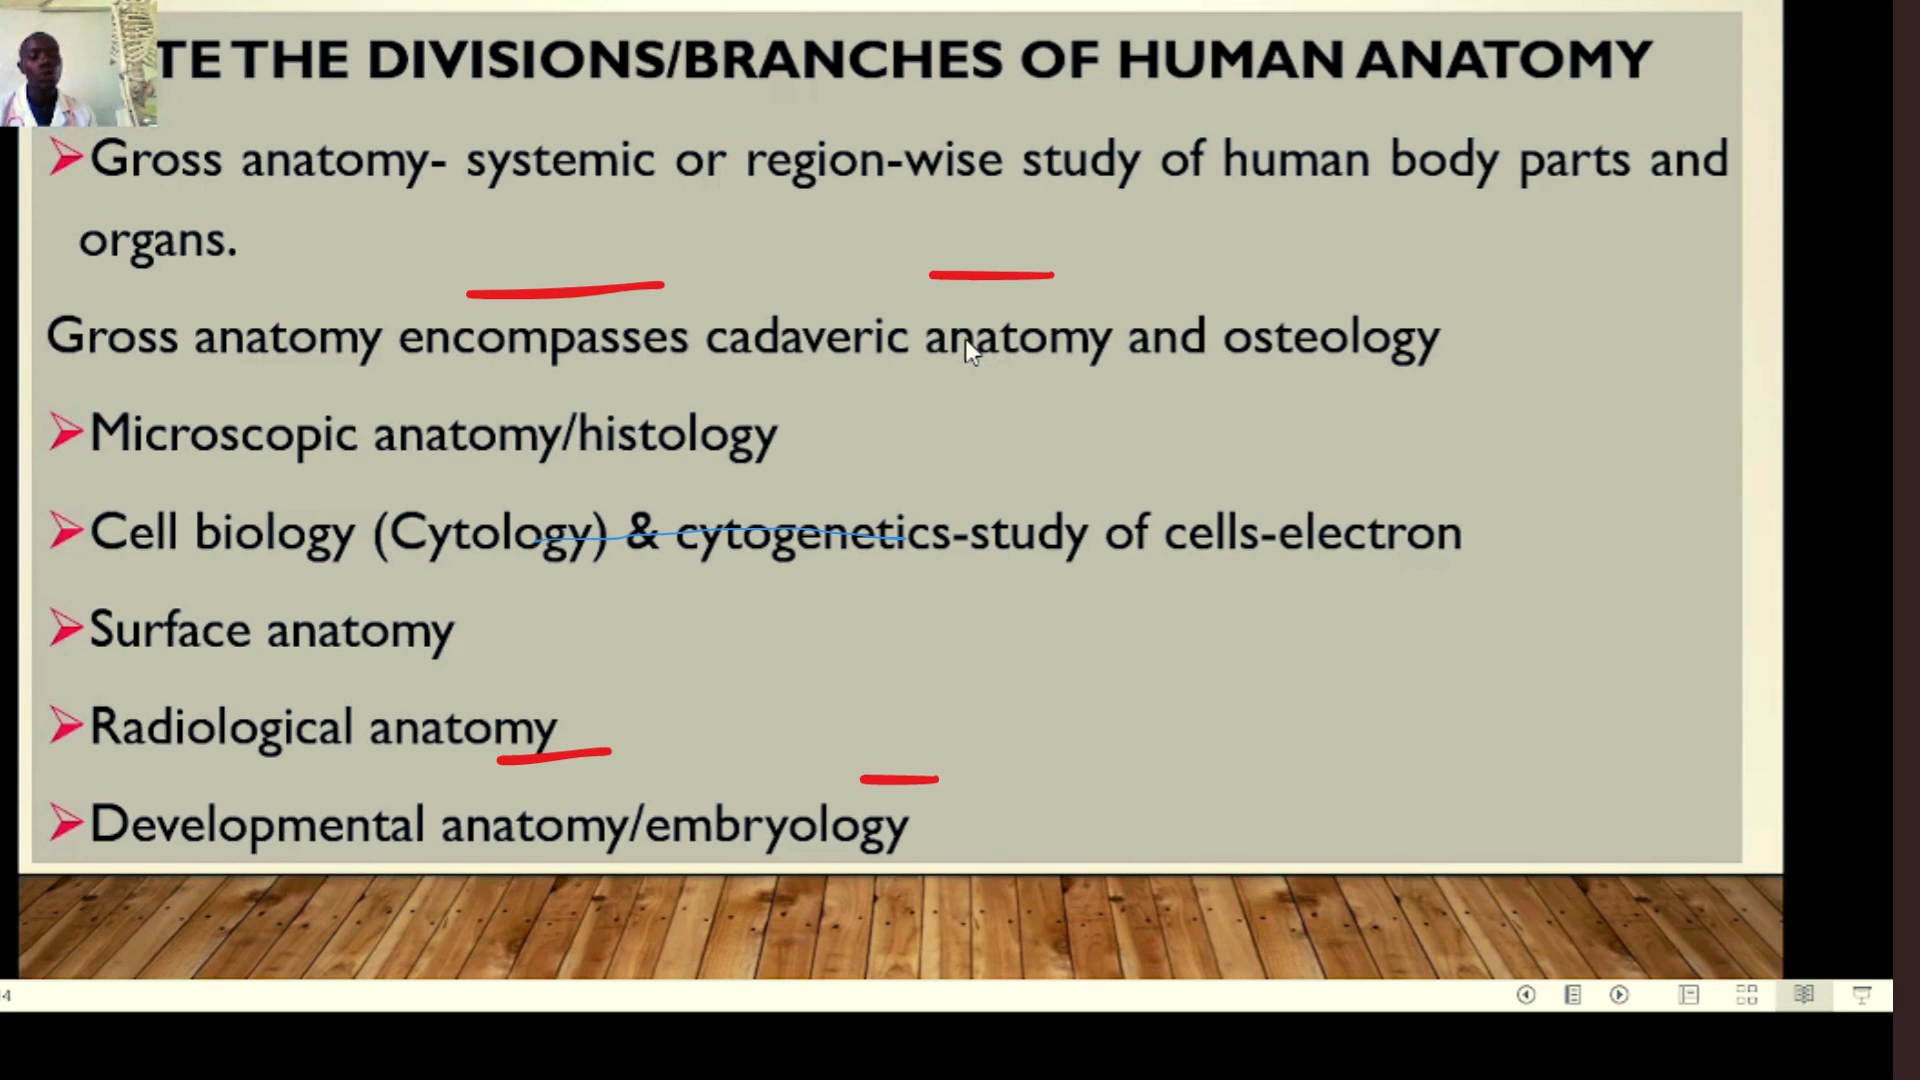 TE THE DIVISIONS/BRANCHES OF HUMAN ANATOMY
➢Gross anatomy- systemic or region-wise study of human body parts and
organs.
Gross anatomy encompasses cadaveric anatomy and osteology
➢Microscopic anatomy/histology
➢Cell biology (Cytology) & cytogenetics-study of cells-electron
➢Surface anatomy
➢Radiological anatomy
➢Developmental anatomy/embryology
14